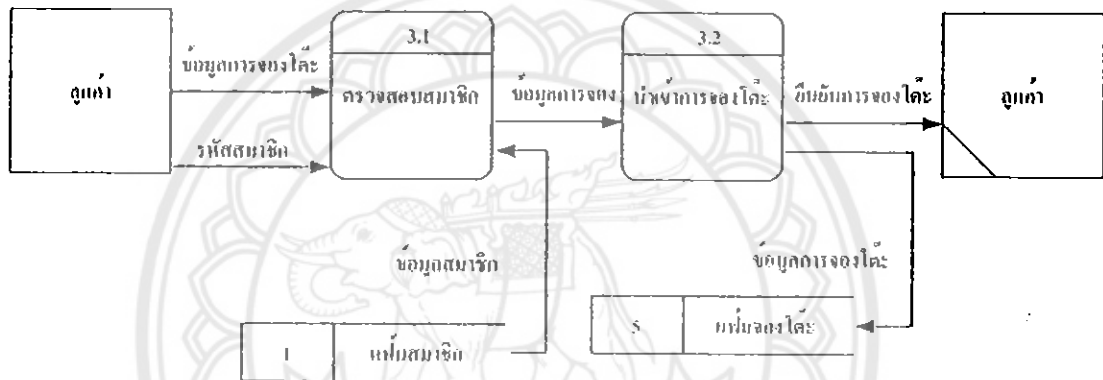 ลูกค้า
ข้อมูลการจองโต๊ะ
รหัสสมาชิก
3.1
ตรวจสอบสมาชิก
ข้อมูลการจอง
3.2
นำเข้าการจองโต๊ะ
ยืนยันการจองโต๊ะ
ลูกค้า
ข้อมูลสมาชิก
ข้อมูลการจองโต๊ะ
1
แฟ้มสมาชิก
5
แฟ้มจองโต๊ะ